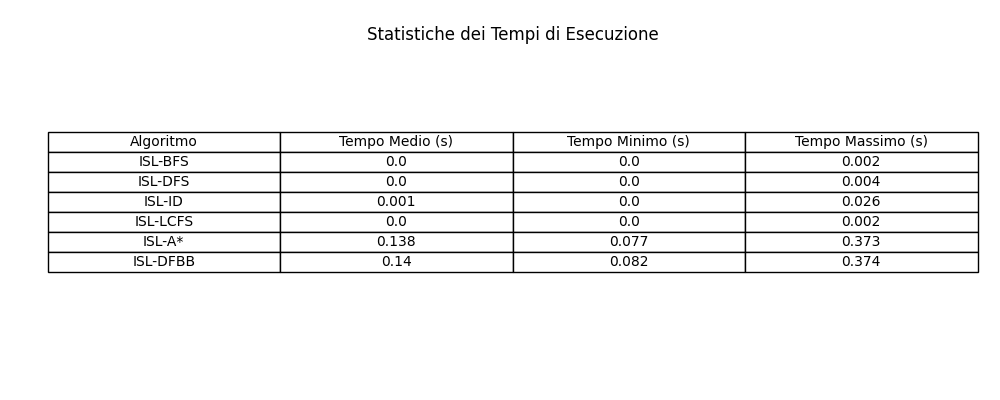 Statistiche dei Tempi di Esecuzione
Algoritmo Tempo Medio (s) Tempo Minimo (s) Tempo Massimo (s)
ISL-BFS 0.0 0.0 0.002
ISL-DFS 0.0 0.0 0.004
ISL-ID 0.001 0.0 0.026
ISL-LCFS 0.0 0.0 0.002
ISL-A* 0.138 0.077 0.373
ISL-DFBB 0.14 0.082 0.374